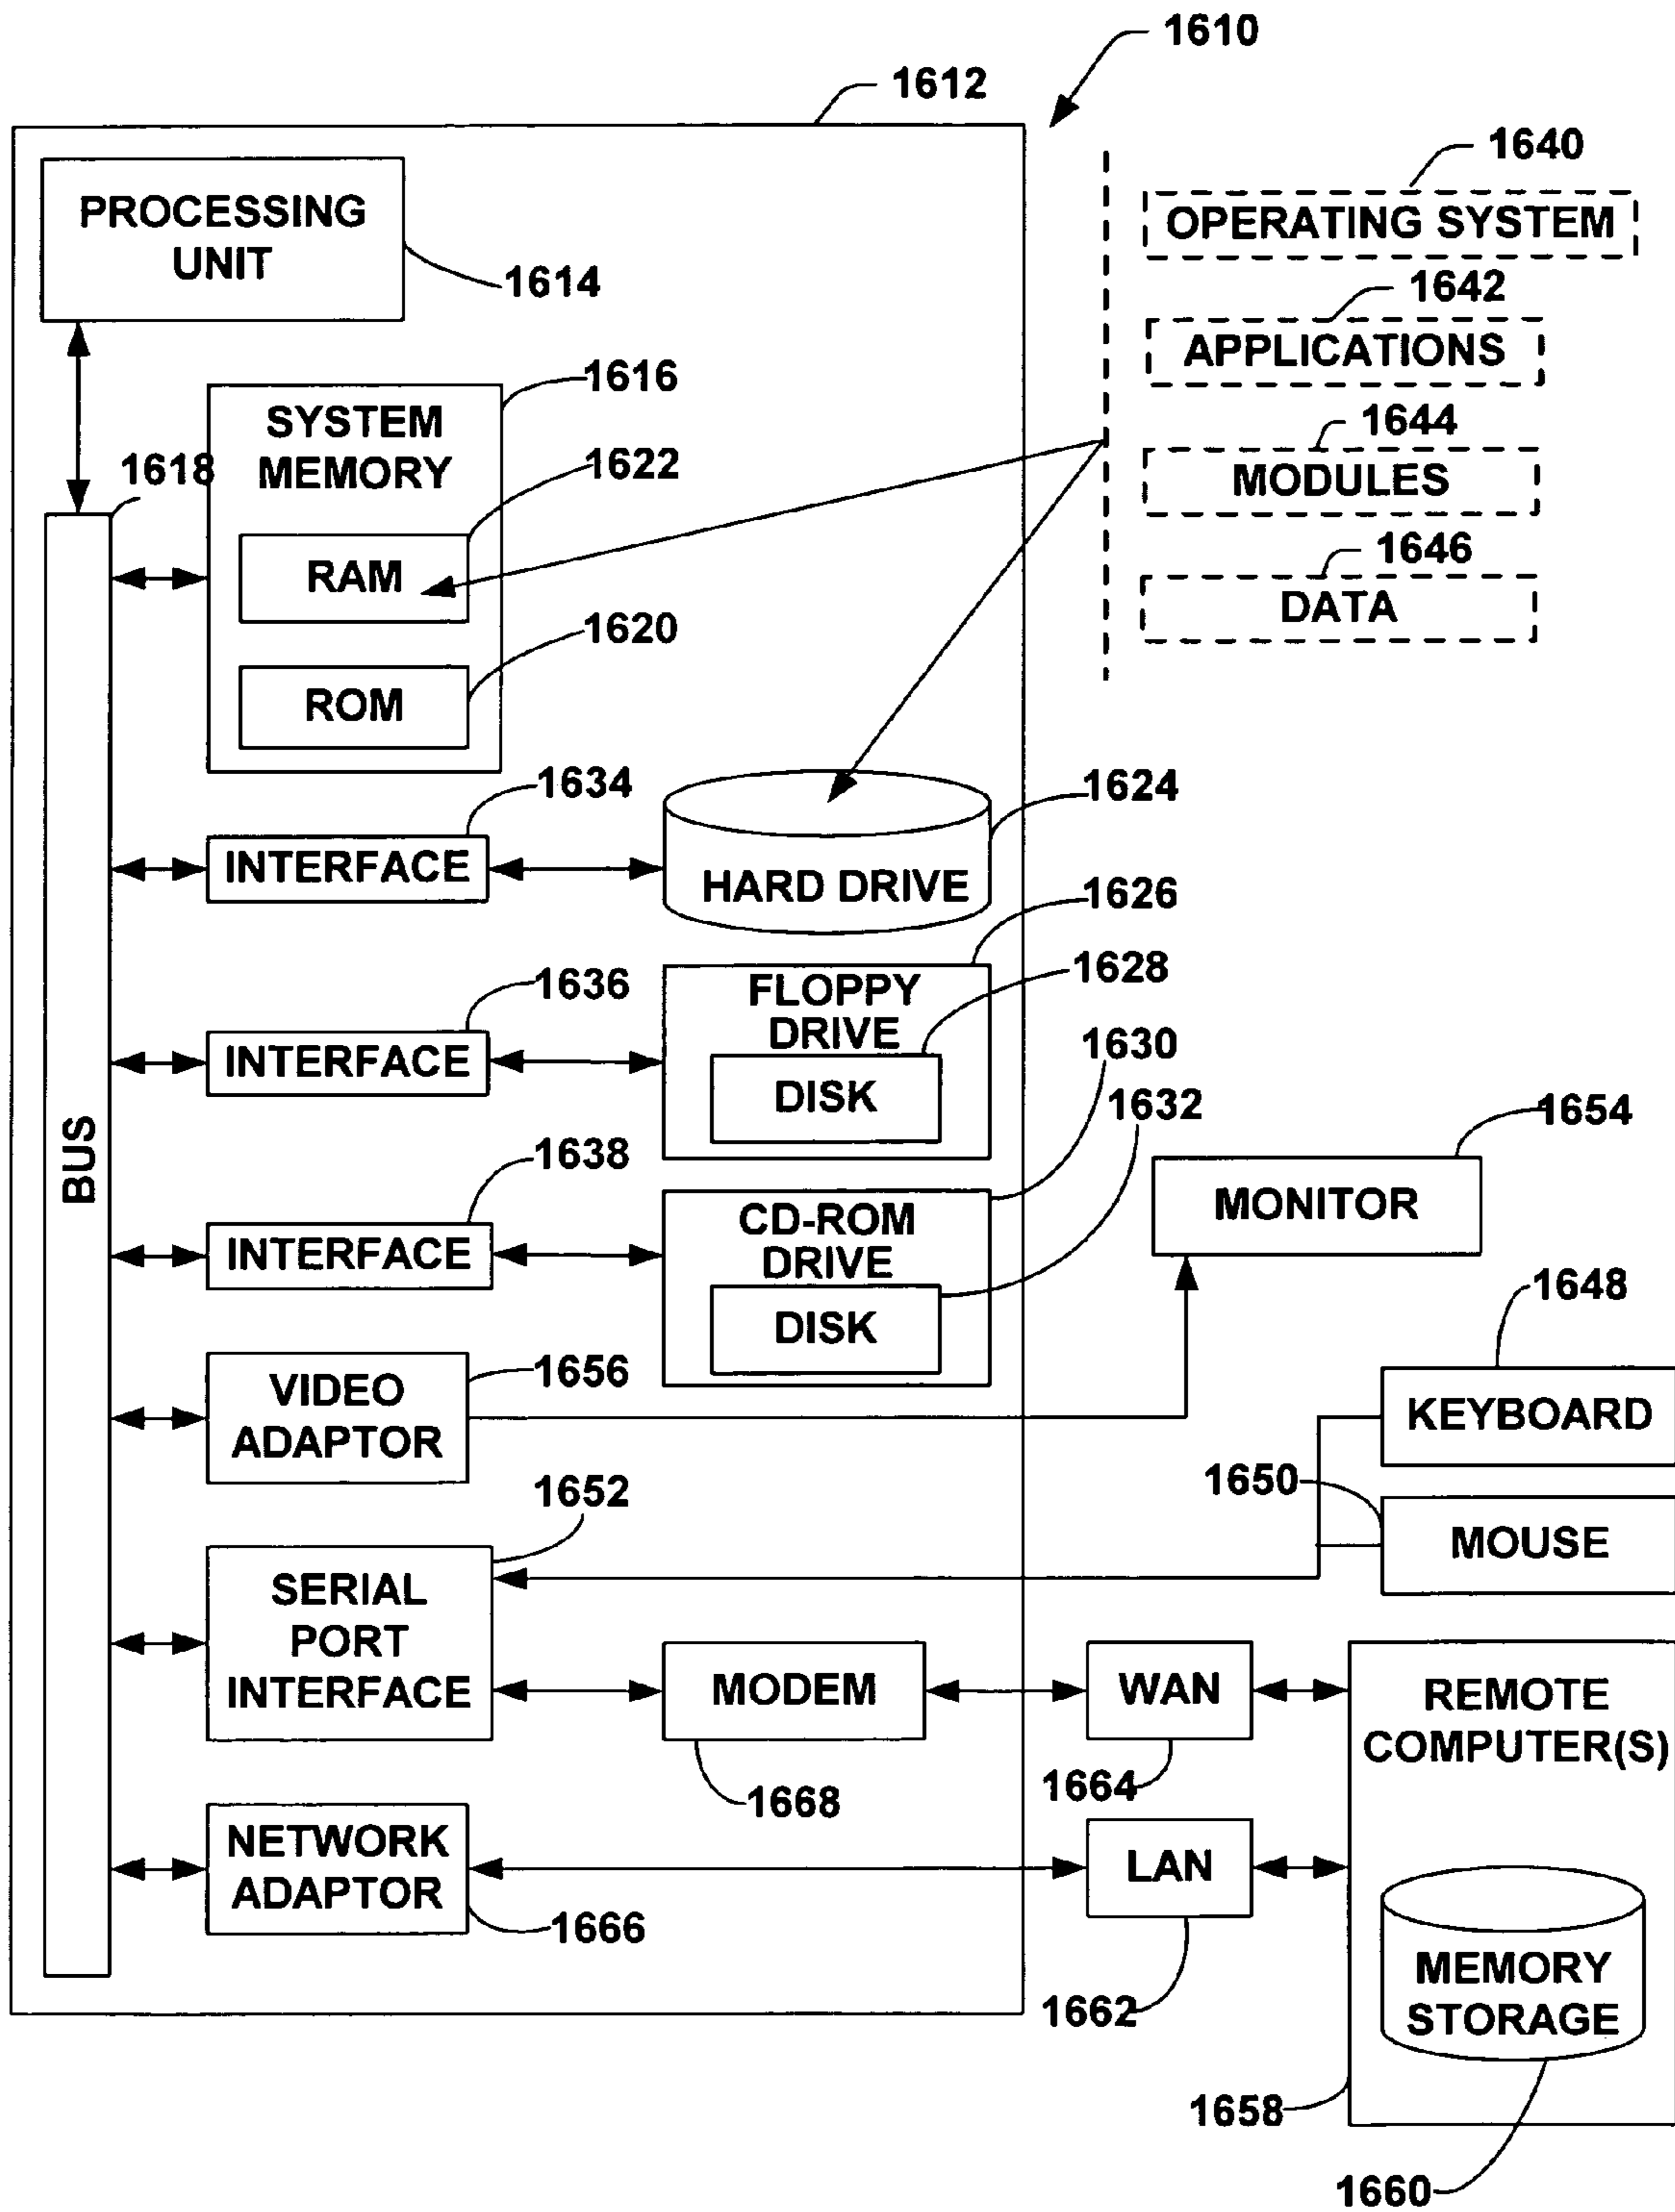 1610
1612
PROCESSING
UNIT
1614
1640
OPERATING SYSTEM
1642
APPLICATIONS
1644
MODULES
1646
DATA
1616
SYSTEM
MEMORY
1618
1622
RAM
1620
ROM
1634
INTERFACE
1624
HARD DRIVE
1626
1636
INTERFACE
FLOPPY
DRIVE
1628
DISK
1630
1632
BUS
1638
INTERFACE
CD-ROM
DRIVE
DISK
1654
MONITOR
1648
KEYBOARD
1656
VIDEO
ADAPTOR
1650
MOUSE
1652
SERIAL
PORT
INTERFACE
MODEM
1668
WAN
1664
REMOTE
COMPUTER(S)
NETWORK
ADAPTOR
1666
LAN
1662
MEMORY
STORAGE
1658
1660